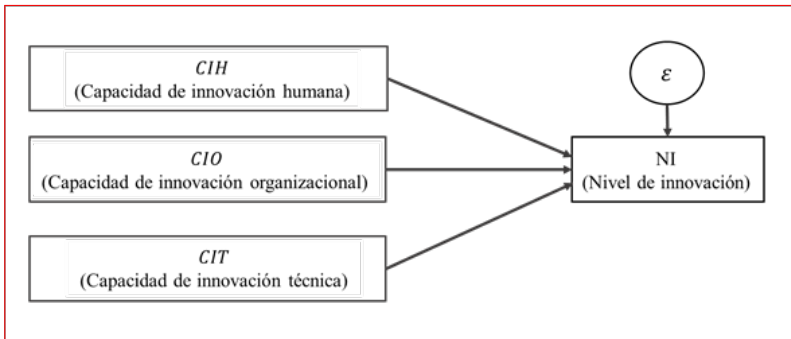 CIH
(Capacidad de innovación humana)
ε
CIO
(Capacidad de innovación organizacional)
NI
(Nivel de innovación)
CIT
(Capacidad de innovación técnica)